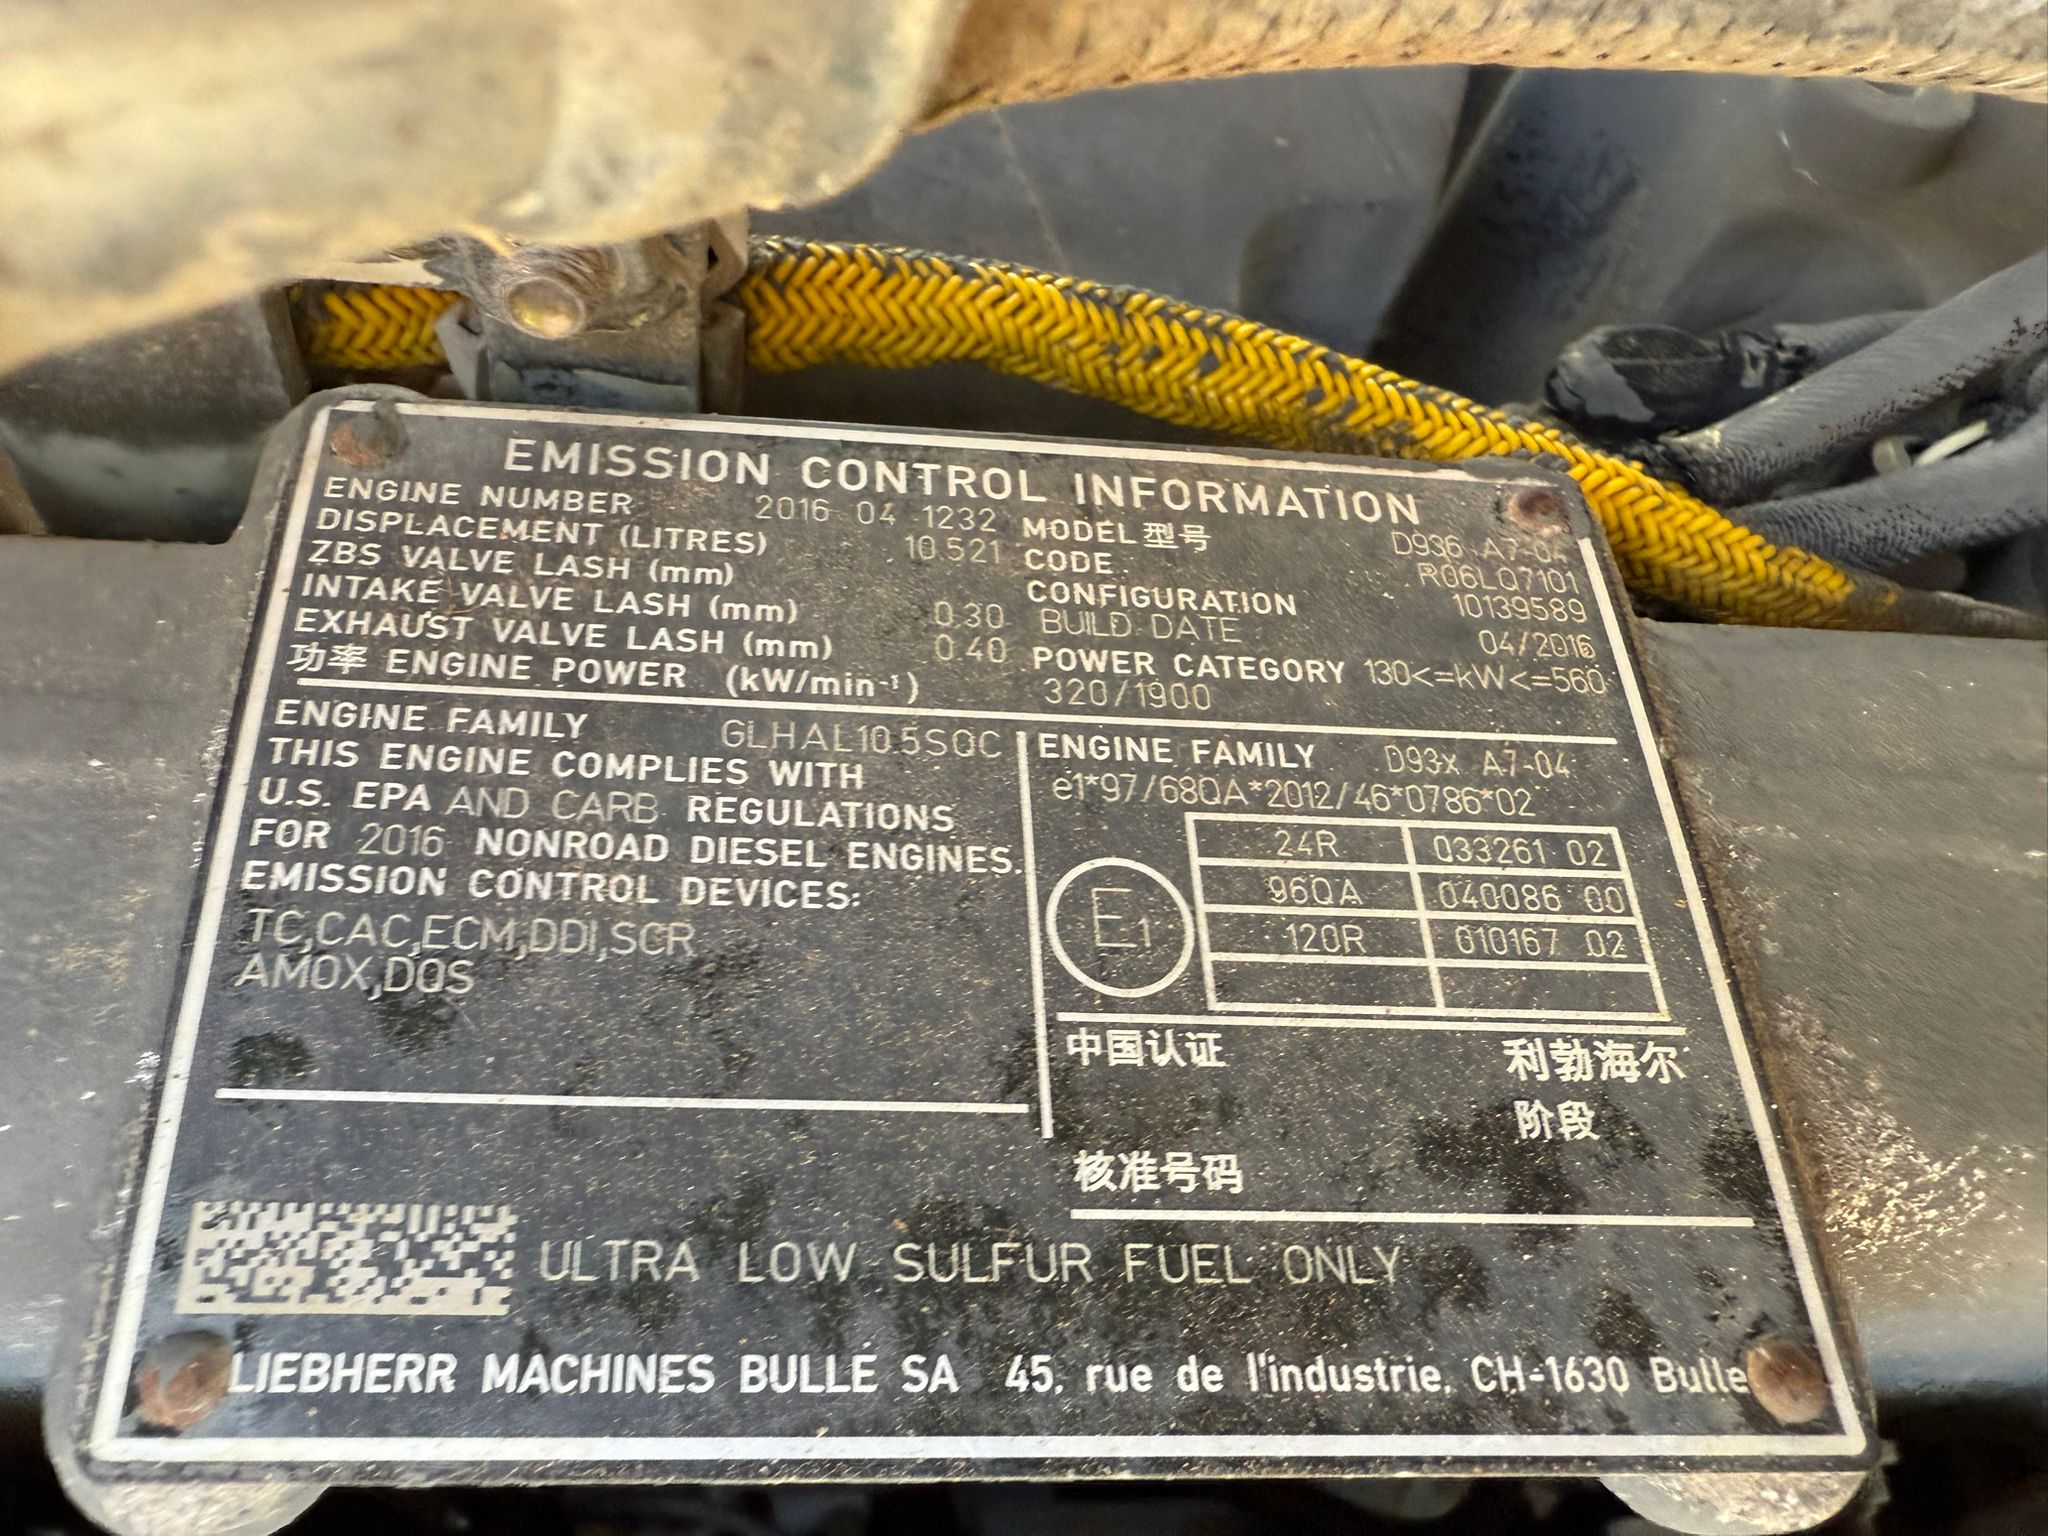 EMISSION CONTROL INFORMATION
ENGINE NUMBER 2016 04 1232
DISPLACEMENT (LITRES) 10.521
ZBS VALVE LASH (mm)
INTAKE VALVE LASH (mm) 0.30
EXHAUST VALVE LASH (mm) 0.40
功率 ENGINE POWER (kW/min⁻¹) 320/1900
MODEL 型号 D936 A7-04
CODE R06L07101
CONFIGURATION 10139589
BUILD DATE 04/2016
POWER CATEGORY 130<=kW<=560
ENGINE FAMILY GLHAL10.5SQC
THIS ENGINE COMPLIES WITH
U.S. EPA AND CARB REGULATIONS
FOR 2016 NONROAD DIESEL ENGINES.
EMISSION CONTROL DEVICES:
TC,CAC,ECM,DDI,SCR
AMOX,DOS
ENGINE FAMILY D93x A7-04
e1*97/68QA*2012/46*0786*02
E1
24R 033261 02
96QA 040086 00
120R 010167 02
中国认证 利勃海尔
阶段
核准号码
ULTRA LOW SULFUR FUEL ONLY
LIEBHERR MACHINES BULLE SA 45, rue de l'industrie, CH-1630 Bulle